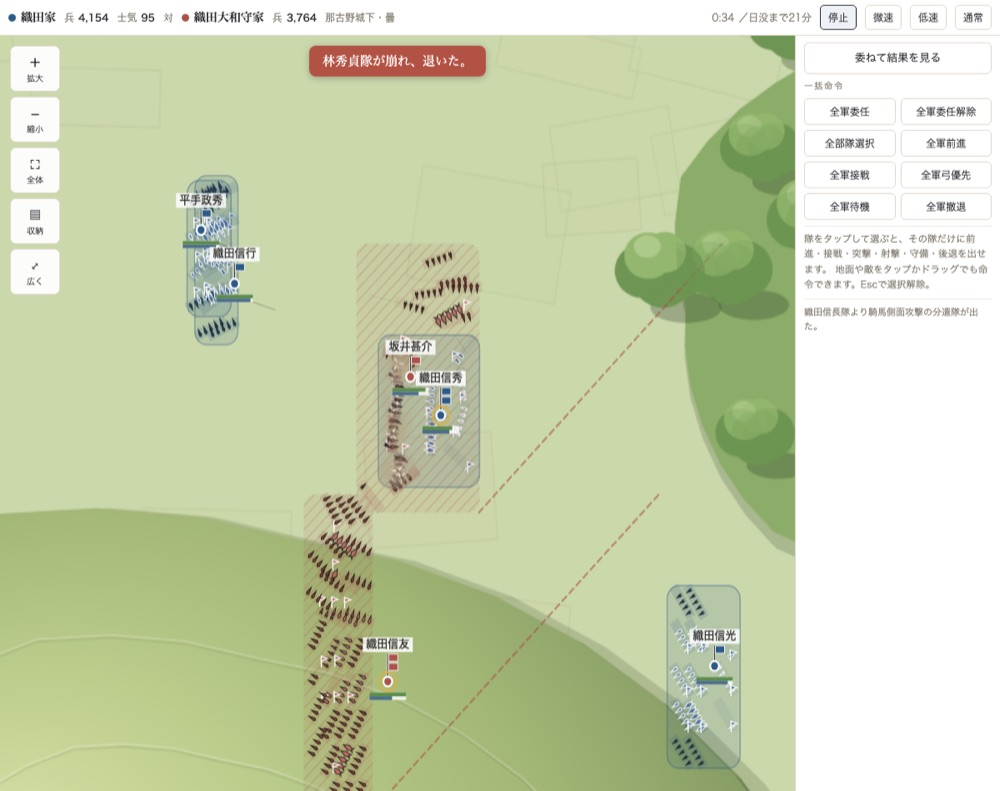 織田家 兵 4,154 士気 95 対 織田大和守家 兵 3,764 那古野城下・曇
0:34 ／日没まで21分 停止 微速 低速 通常
林秀貞隊が崩れ、退いた。
拡大
縮小
全体
収納
広く
平手政秀
織田信行
坂井甚介
織田信秀
織田信友
織田信光
委ねて結果を見る
一括命令
全軍委任 全軍委任解除
全部隊選択 全軍前進
全軍接戦 全軍弓優先
全軍待機 全軍撤退
隊をタップして選ぶと、その隊だけに前
進・接戦・突撃・射撃・守備・後退を出せ
ます。 地面や敵をタップかドラッグでも命
令できます。Escで選択解除。
織田信長隊より騎馬側面攻撃の分遣隊が出
た。